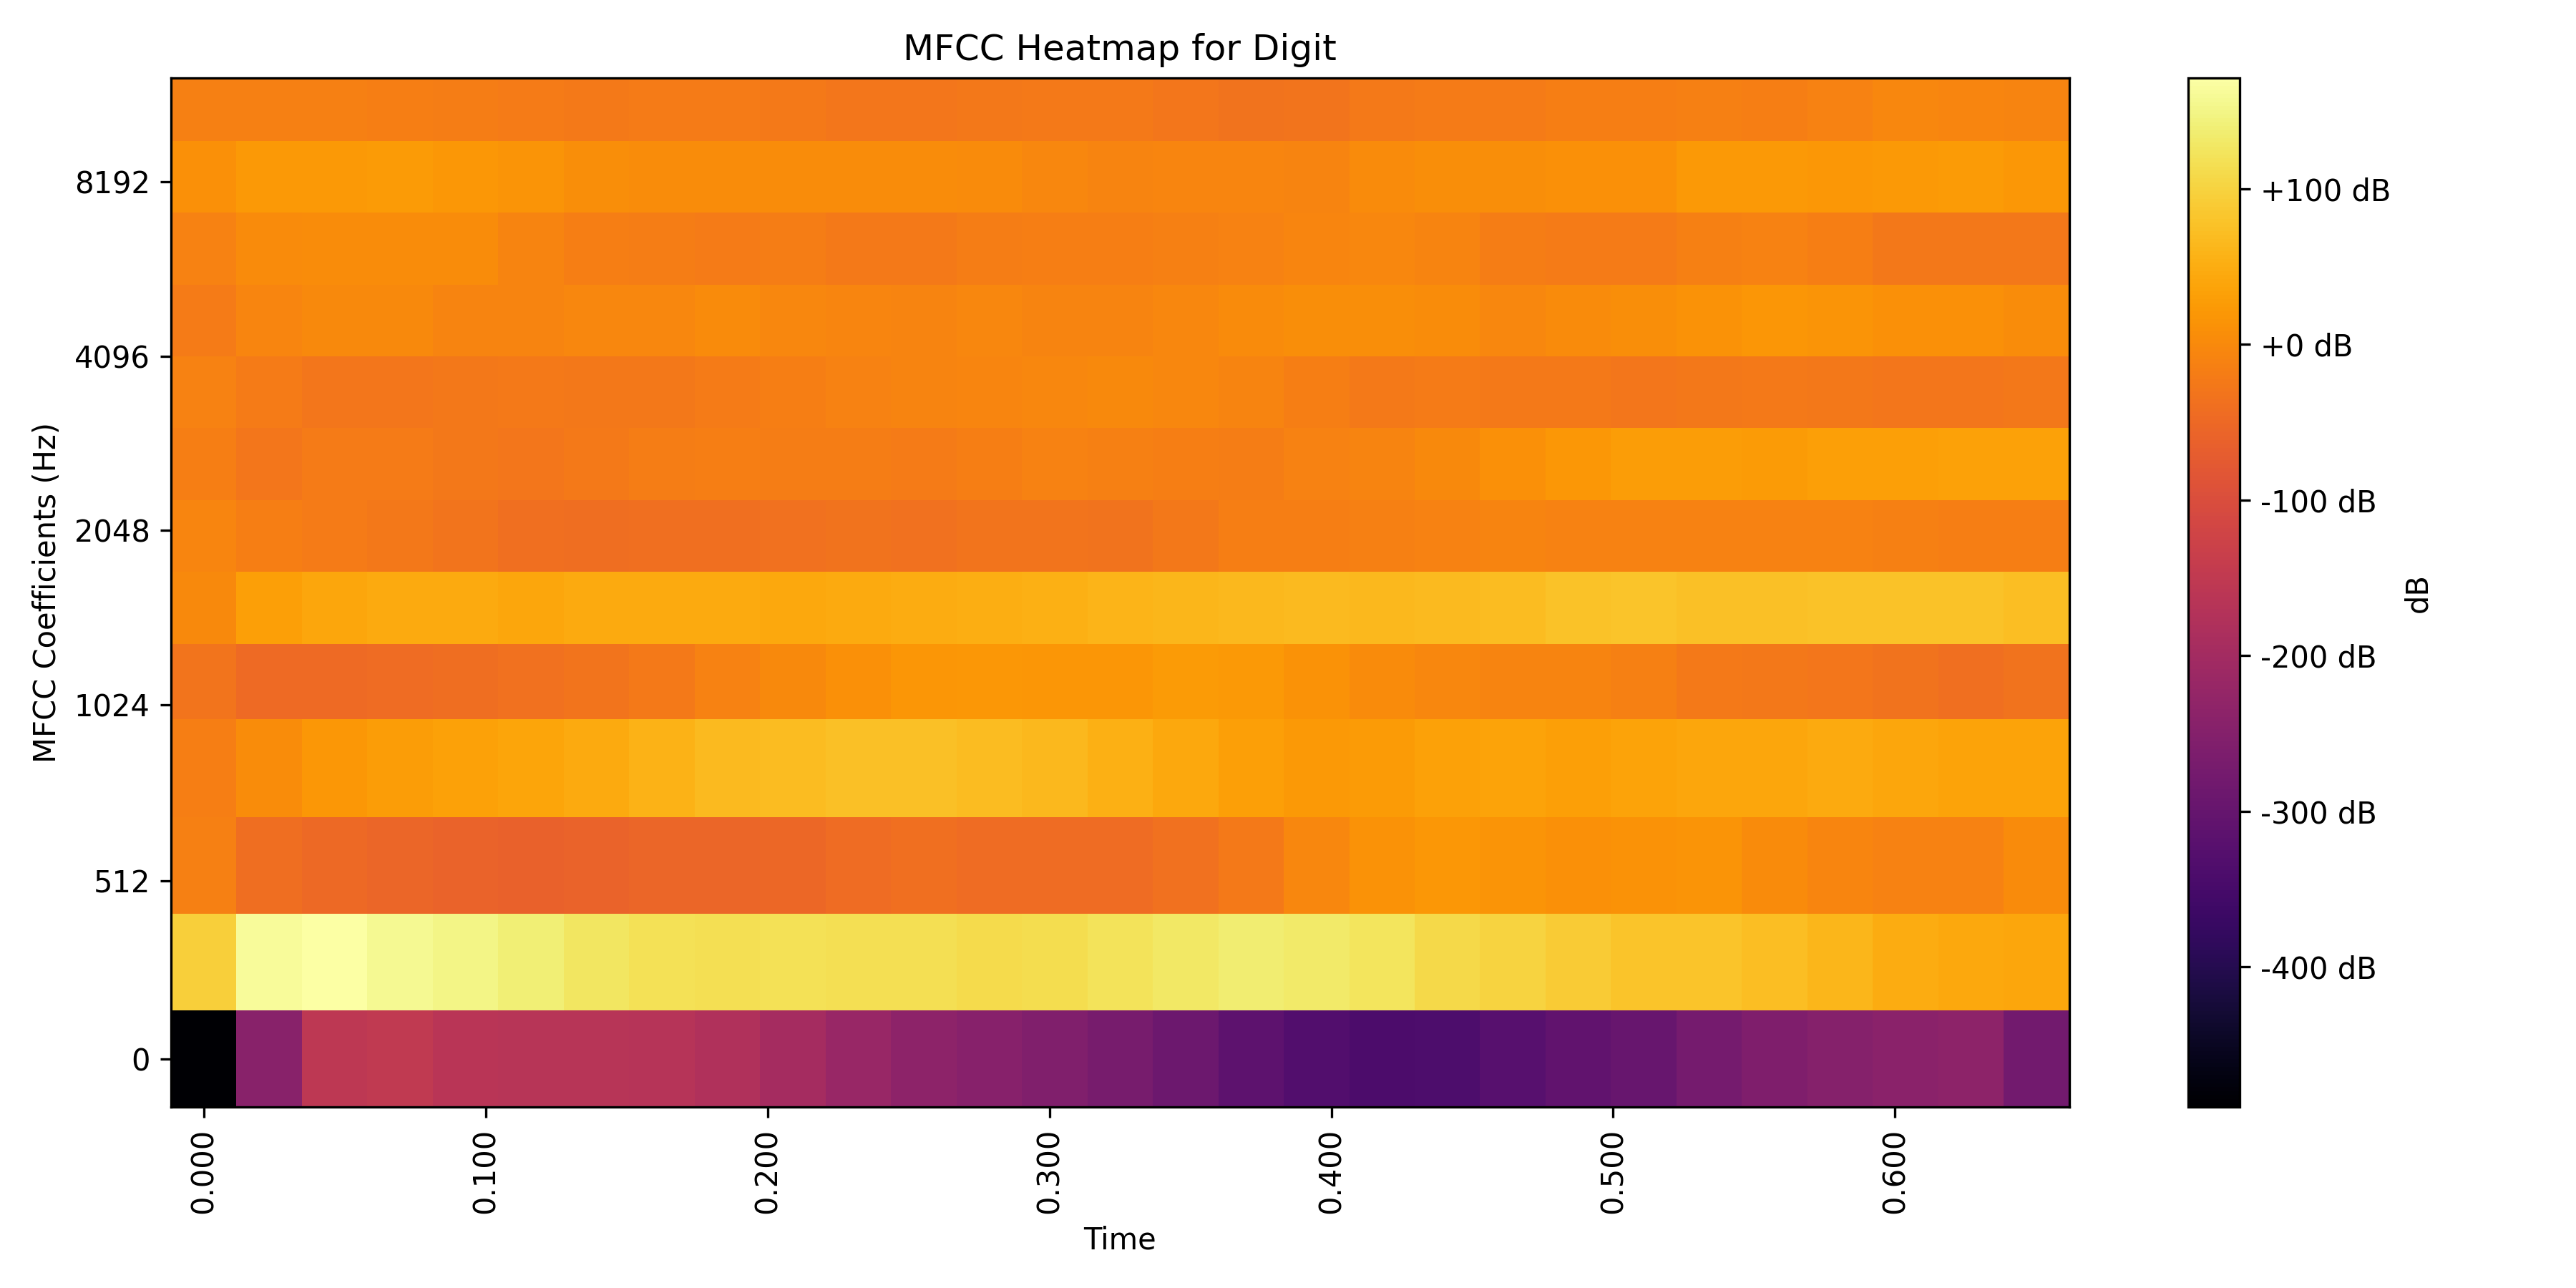 MFCC Heatmap for Digit
MFCC Coefficients (Hz)
8192
4096
2048
1024
512
0
0.000
0.100
0.200
0.300
0.400
0.500
0.600
Time
+100 dB
+0 dB
-100 dB
-200 dB
-300 dB
-400 dB
dB